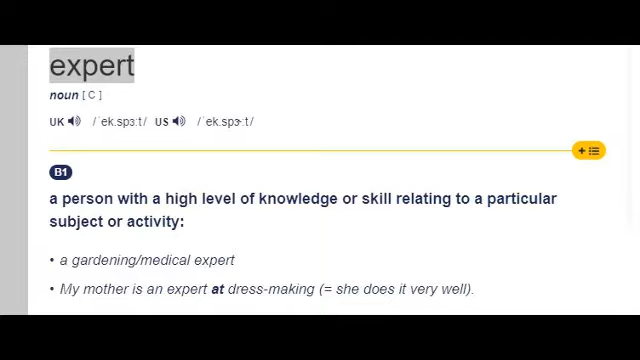 expert
noun [ C ]
UK /ˈek.spɜːt/ US /ˈek.spɝː.t/
B1
a person with a high level of knowledge or skill relating to a particular
subject or activity:
• a gardening/medical expert
• My mother is an expert at dress-making (= she does it very well).